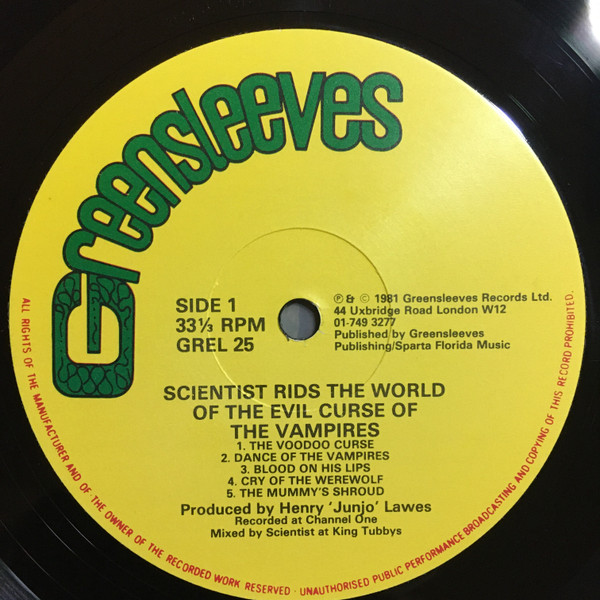 Greensleeves
SIDE 1
33⅓ RPM
GREL 25
℗ & © 1981 Greensleeves Records Ltd.
44 Uxbridge Road London W12
01-749 3277
Published by Greensleeves
Publishing/Sparta Florida Music
SCIENTIST RIDS THE WORLD
OF THE EVIL CURSE OF
THE VAMPIRES
1. THE VOODOO CURSE
2. DANCE OF THE VAMPIRES
3. BLOOD ON HIS LIPS
4. CRY OF THE WEREWOLF
5. THE MUMMY'S SHROUD
Produced by Henry 'Junjo' Lawes
Recorded at Channel One
Mixed by Scientist at King Tubbys
ALL RIGHTS OF THE MANUFACTURER AND OF THE OWNER OF THE RECORDED WORK RESERVED · UNAUTHORISED PUBLIC PERFORMANCE BROADCASTING AND COPYING OF THIS RECORD PROHIBITED.